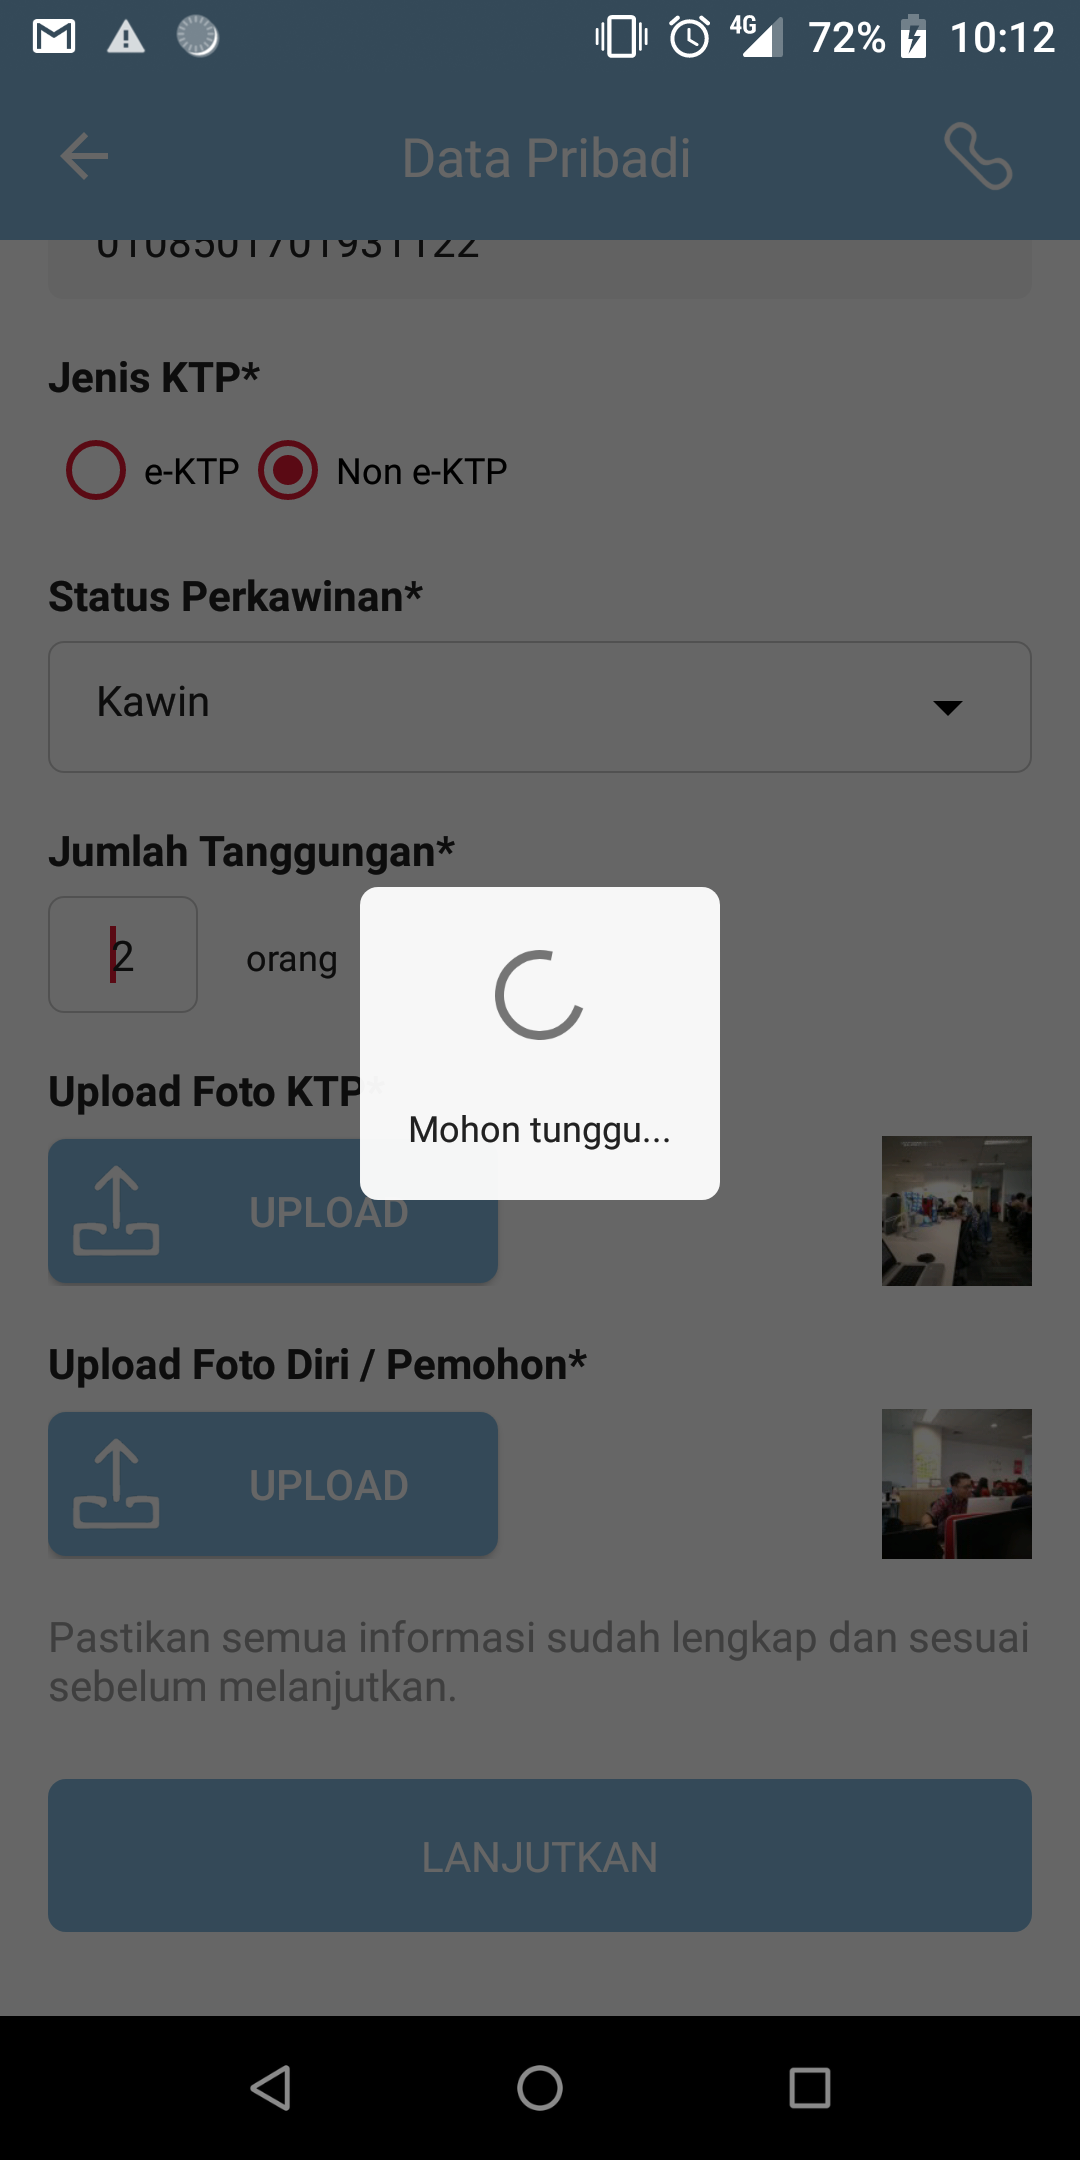 4G 72% 10:12
Data Pribadi
0108501701931122
Jenis KTP*
e-KTP Non e-KTP
Status Perkawinan*
Kawin
Jumlah Tanggungan*
2 orang
Mohon tunggu...
Upload Foto KTP*
UPLOAD
Upload Foto Diri / Pemohon*
UPLOAD
Pastikan semua informasi sudah lengkap dan sesuai
sebelum melanjutkan.
LANJUTKAN